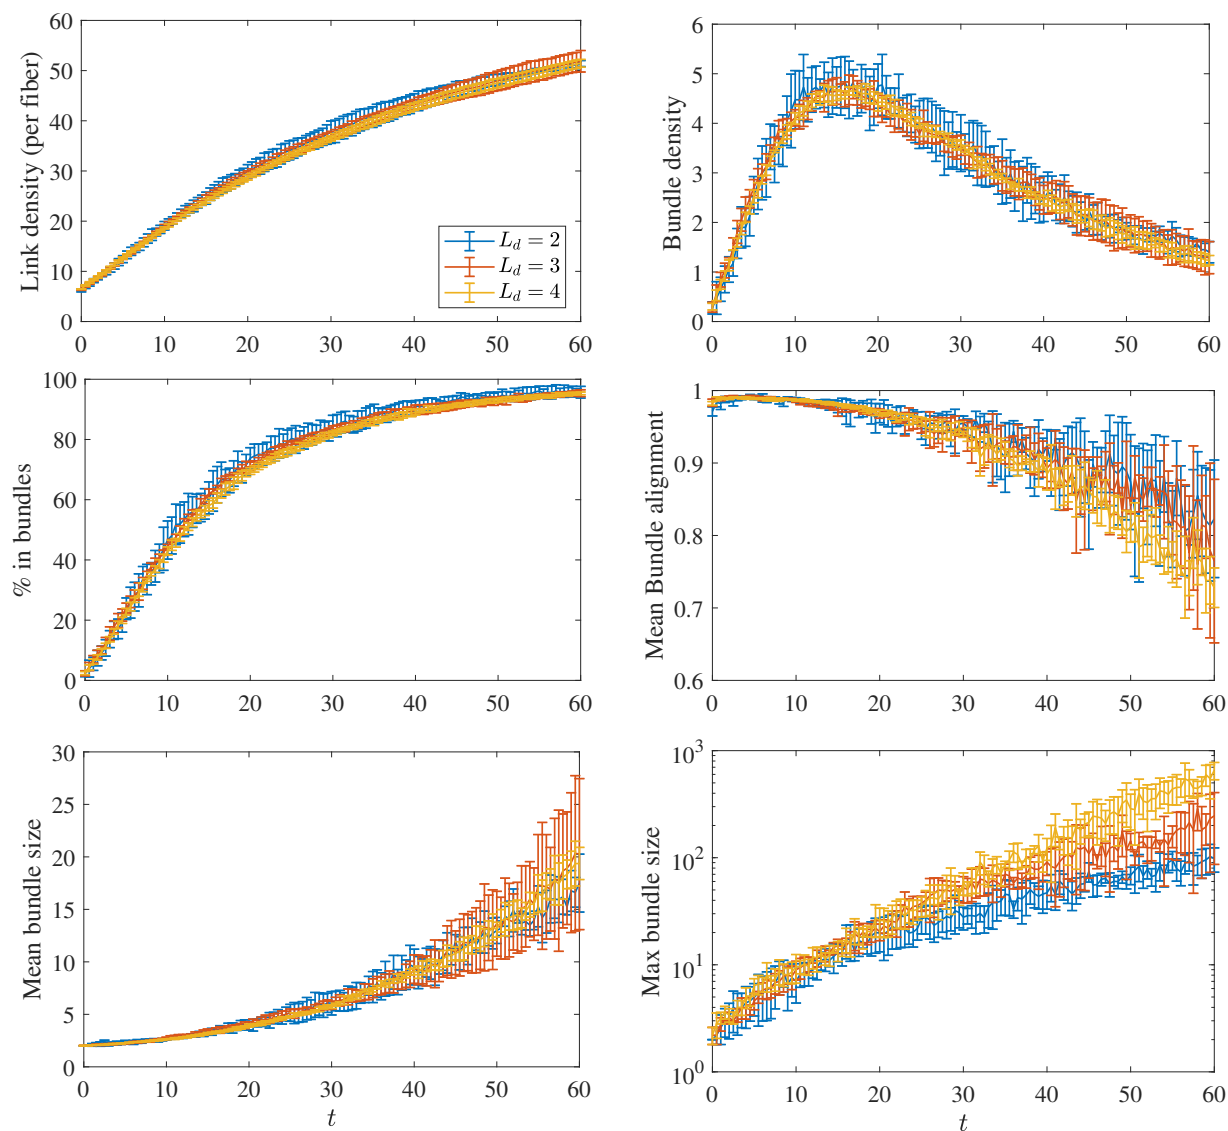 Link density (per fiber)
60
50
40
30
20
10
0
0 10 20 30 40 50 60
L_d = 2
L_d = 3
L_d = 4
Bundle density
6
5
4
3
2
1
0
0 10 20 30 40 50 60
% in bundles
100
80
60
40
20
0
0 10 20 30 40 50 60
Mean Bundle alignment
1
0.9
0.8
0.7
0.6
0 10 20 30 40 50 60
Mean bundle size
30
25
20
15
10
5
0
0 10 20 30 40 50 60
t
Max bundle size
10^3
10^2
10^1
10^0
0 10 20 30 40 50 60
t